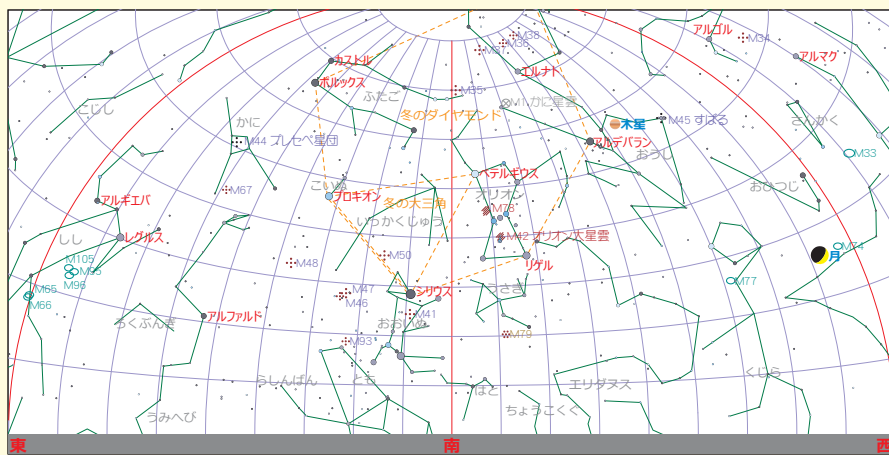 M38
M36
M37
アルゴル
M34
アルマク
カストル
ポルックス
エルナト
ふたご
M35
M1 かに星雲
冬のダイヤモンド
こじし
かに
M44 プレセペ星団
木星
M45 すばる
アルデバラン
おうし
さんかく
M33
ベテルギウス
オリオン
こいぬ
プロキオン
冬の大三角
いっかくじゅう
M67
M78
おひつじ
アルギエバ
レグルス
しし
M105
M95
M96
M65
M66
M42 オリオン大星雲
リゲル
M50
M48
M74
月
M77
M47
M46
シリウス
うさぎ
M41
おおいぬ
アルファルド
ろくぶんぎ
M93
M79
らしんばん
とも
はと
エリダヌス
くじら
ちょうこくぐ
うみへび
東
南
西